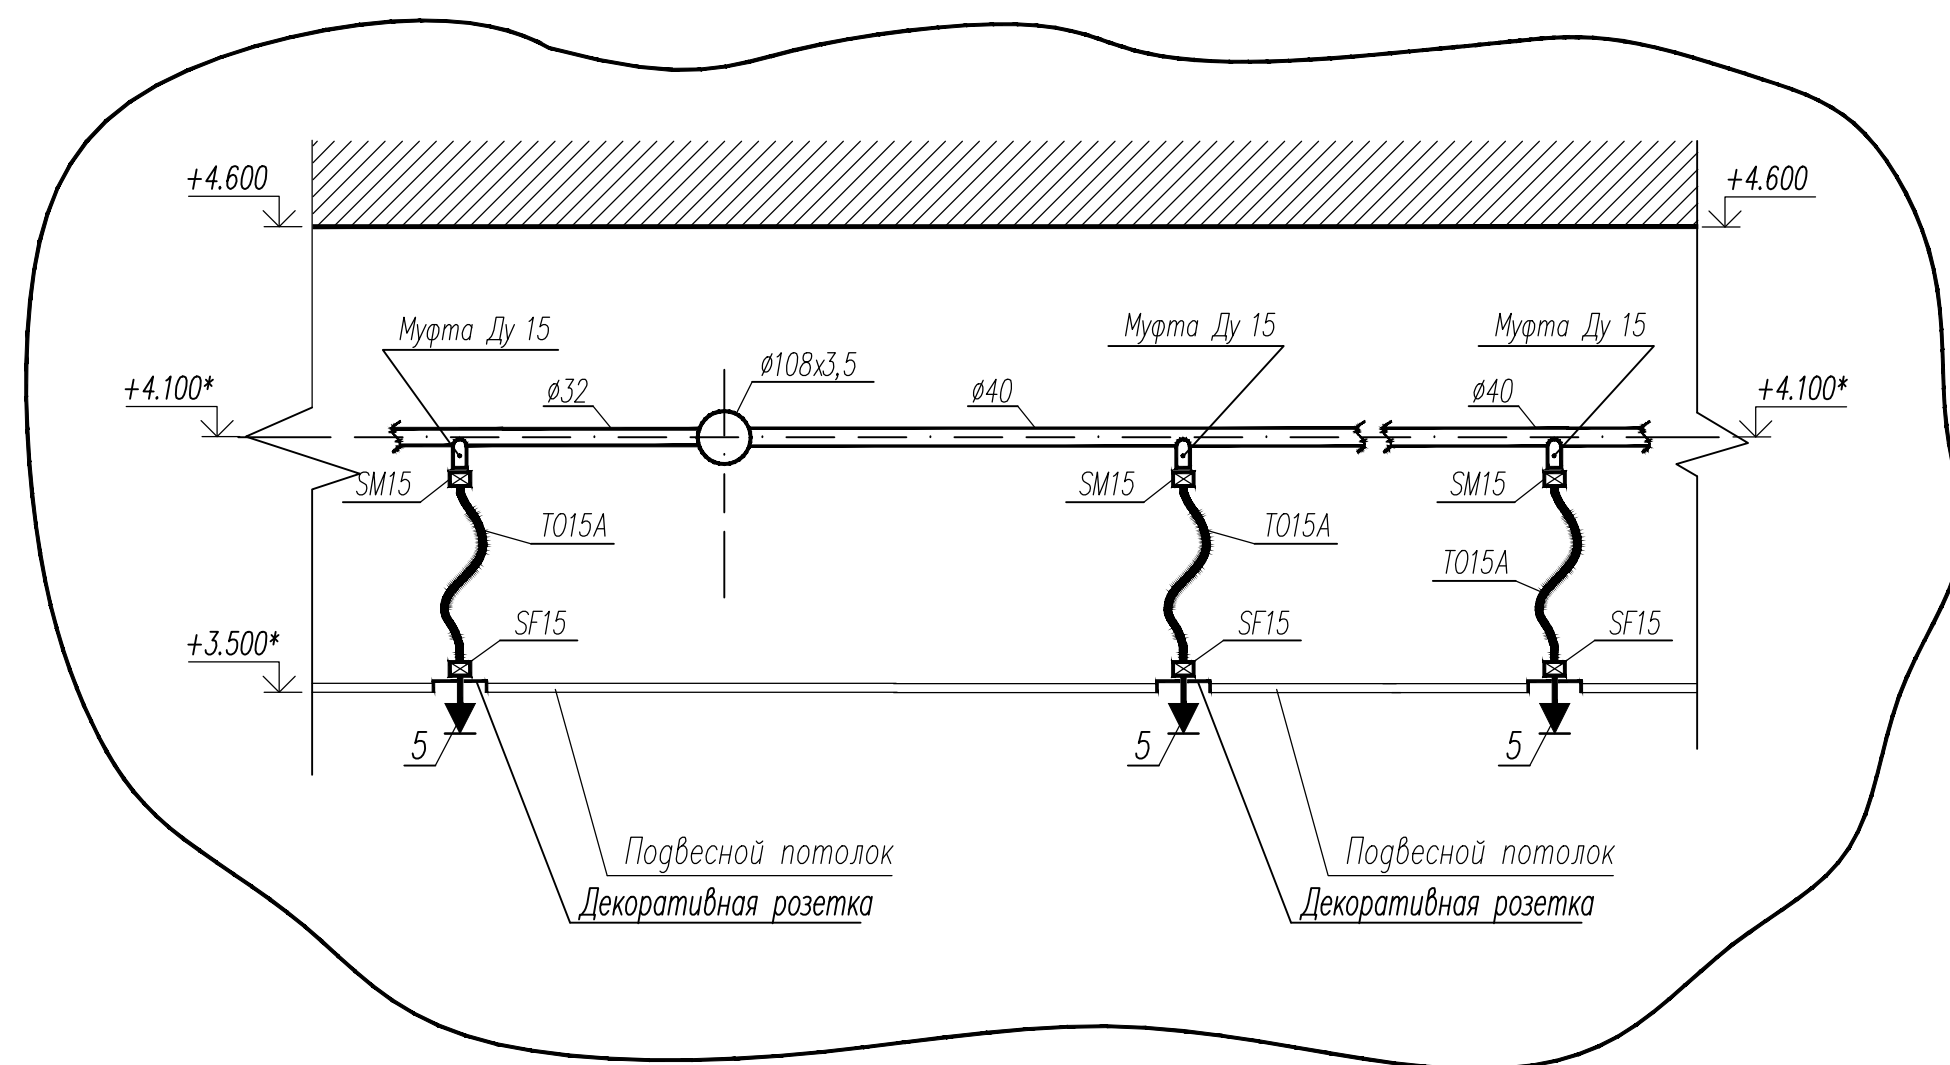 +4.600
+4.600
Муфта Ду 15
Муфта Ду 15
Муфта Ду 15
ø108x3,5
+4.100*
ø32
ø40
ø40
+4.100*
SM15
SM15
SM15
TO15A
TO15A
TO15A
SF15
SF15
SF15
+3.500*
5
5
5
Подвесной потолок
Подвесной потолок
Декоративная розетка
Декоративная розетка